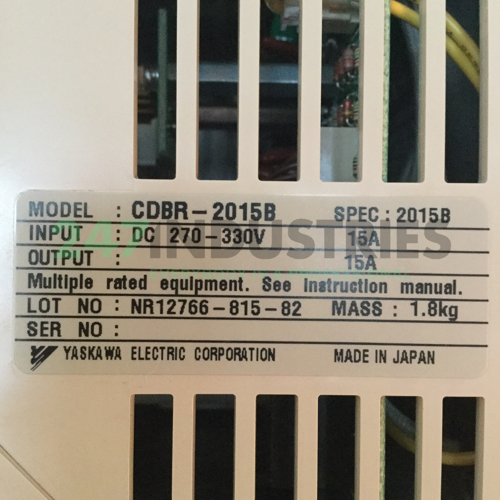 MODEL : CDBR-2015B SPEC : 2015B
INPUT : DC 270-330V 15A
OUTPUT : 15A
Multiple rated equipment. See instruction manual.
LOT NO : NR12766-815-82 MASS : 1.8kg
SER NO :
YASKAWA ELECTRIC CORPORATION MADE IN JAPAN
247INDUSTRIES